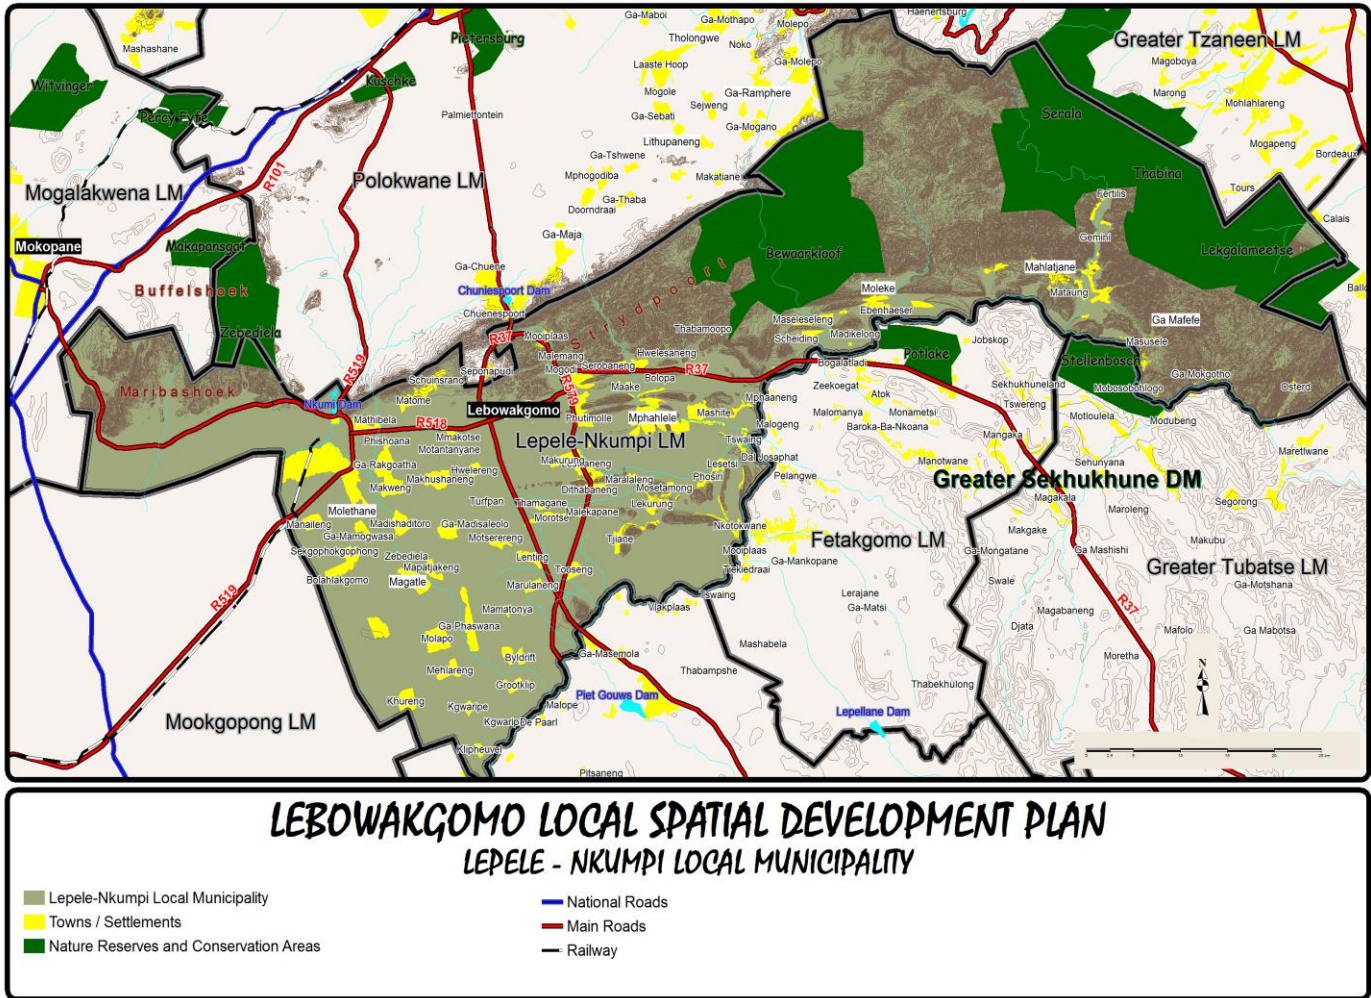 Ga-Maboi
Ga-Mothapo
Molepo
Haenertsburg
Greater Tzaneen LM
Mashashane
Pietersburg
Tholongwe
Noko
Magoboya
Witvinger
Kuschke
Laaste Hoop
Ga-Molepo
Marong
Mogole
Ga-Ramphere
Mohlahlareng
Percy Fyfe
Palmietfontein
Sejweng
Serala
Ga-Sebati
Ga-Mogano
Lithupaneng
Mogapeng
Ga-Tshwene
Bordeaux
Mogalakwena LM
R101
Polokwane LM
Mphogodiba
Makatiane
Thabina
Ga-Thaba
Doorndraai
Fertilis
Tours
Calais
Mokopane
Makapansgat
Ga-Maja
Gemini
Bewaarkloof
Lekgalameetse
Ga-Chuene
Mahlatjane
Buffelshoek
Chuniespoort Dam
Strydpoort
Moleke
Mataung
Chuenespoort
Maseleseleng
Ebenhaeser
Ga Mafefe
Zebediela
Mooiplaas
Thabamoopo
Madikelong
R37
Scheiding
Jobskop
Masusele
Malemang
Hwelesaneng
Potlake
Stellenbosch
R519
Seponapudi
Mogodi
Serobaneng
R37
Bogalatladi
Schuinsrand
Bolopa
Zeekoegat
Sekhukhuneland
Mobosobohlogo
Ga-Mokgotho
Osterd
Maribashoek
Matome
R579
Maake
Atok
Nkumi Dam
Mphaaneng
Tswereng
Motloulela
Lebowakgomo
Phutimolle
Mphahlele
Mashite
Malomanya
Monametsi
Modubeng
Mathibela
R518
Malogeng
Baroka-Ba-Nkoana
Phishoana
Mmakotse
Lepele-Nkumpi LM
Tswaing
Mangaka
Motantanyane
Dal Josaphat
Maretlwane
Ga-Rakgoatha
Hwelereng
Makurung
Lesetsi
Manotwane
Sehunyana
Makhushaneng
Maralaleng
Phosiri
Pelangwe
Greater Sekhukhune DM
Makweng
Dithabaneng
Mosetamong
Magakala
Segorong
Turfpan
Thamagane
Lekurung
Molethane
Malekapane
Maroleng
Manaileng
Madishaditoro
Ga-Madisaleolo
Morotse
Nkotokwane
Makgake
Ga-Mamogwasa
Motserereng
Tjiane
Fetakgomo LM
Makubu
Sekgophokgophong
Mooiplaas
Ga-Mongatane
Ga Mashishi
Zebediela
Lenting
Ga-Mankopane
Greater Tubatse LM
Mapatjakeng
Tooseng
Bolahlakgomo
Magatle
Marulaneng
Swale
Ga-Motshana
R519
Tswaing
Lerajane
R37
Mamatonya
Vlakplaas
Ga-Matsi
Magabaneng
Ga-Phaswana
Djata
Mafolo
Ga Mabotsa
Molapo
Mashabela
Byldrift
Ga-Masemola
Moretha
N
Mehlareng
Thabampshe
Grootklip
Thabekhulong
Khureng
Piet Gouws Dam
Mookgopong LM
Kgwaripe
Malope
Lepellane Dam
Kgwarip De Paarl
Klipheuvel
Pitsaneng
LEBOWAKGOMO LOCAL SPATIAL DEVELOPMENT PLAN
LEPELE - NKUMPI LOCAL MUNICIPALITY
Lepele-Nkumpi Local Municipality
National Roads
Towns / Settlements
Main Roads
Nature Reserves and Conservation Areas
Railway